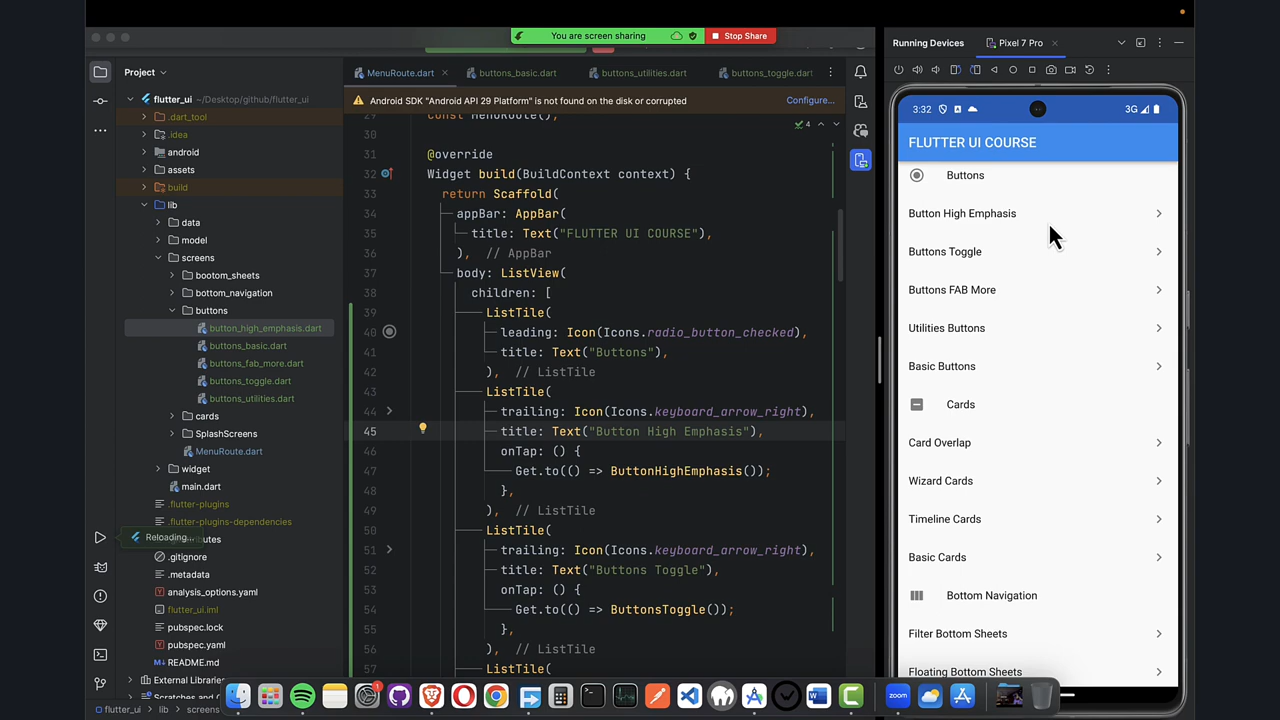 You are screen sharing
Stop Share
Project
flutter_ui ~/Desktop/github/flutter_ui
.dart_tool
.idea
android
assets
build
lib
data
model
screens
bootom_sheets
bottom_navigation
buttons
button_high_emphasis.dart
buttons_basic.dart
buttons_fab_more.dart
buttons_toggle.dart
buttons_utilities.dart
cards
SplashScreens
MenuRoute.dart
widget
main.dart
.flutter-plugins
.flutter-plugins-dependencies
Reloading...
.gitignore
.metadata
analysis_options.yaml
flutter_ui.iml
pubspec.lock
pubspec.yaml
README.md
External Libraries
flutter_ui > lib > screens
MenuRoute.dart
buttons_basic.dart
buttons_utilities.dart
buttons_toggle.dart
Android SDK "Android API 29 Platform" is not found on the disk or corrupted
Configure...
4
30
31 @override
32 Widget build(BuildContext context) {
33 return Scaffold(
34 appBar: AppBar(
35 title: Text("FLUTTER UI COURSE"),
36 ), // AppBar
37 body: ListView(
38 children: [
39 ListTile(
40 leading: Icon(Icons.radio_button_checked),
41 title: Text("Buttons"),
42 ), // ListTile
43 ListTile(
44 trailing: Icon(Icons.keyboard_arrow_right),
45 title: Text("Button High Emphasis"),
46 onTap: () {
47 Get.to(() => ButtonHighEmphasis());
48 },
49 ), // ListTile
50 ListTile(
51 trailing: Icon(Icons.keyboard_arrow_right),
52 title: Text("Buttons Toggle"),
53 onTap: () {
54 Get.to(() => ButtonsToggle());
55 },
56 ), // ListTile
57 ListTile(
Running Devices
Pixel 7 Pro
3:32
3G
FLUTTER UI COURSE
Buttons
Button High Emphasis
Buttons Toggle
Buttons FAB More
Utilities Buttons
Basic Buttons
Cards
Card Overlap
Wizard Cards
Timeline Cards
Basic Cards
Bottom Navigation
Filter Bottom Sheets
Floating Bottom Sheets
zoom